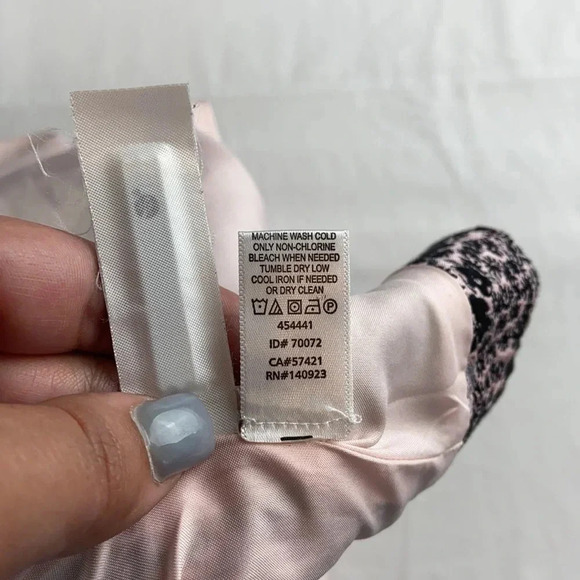 MACHINE WASH COLD
ONLY NON-CHLORINE
BLEACH WHEN NEEDED
TUMBLE DRY LOW
COOL IRON IF NEEDED
OR DRY CLEAN
454441
ID# 70072
CA#57421
RN#140923